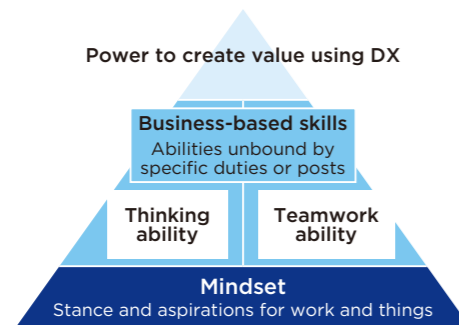 Power to create value using DX
Business-based skills
Abilities unbound by
specific duties or posts
Thinking
ability
Teamwork
ability
Mindset
Stance and aspirations for work and things